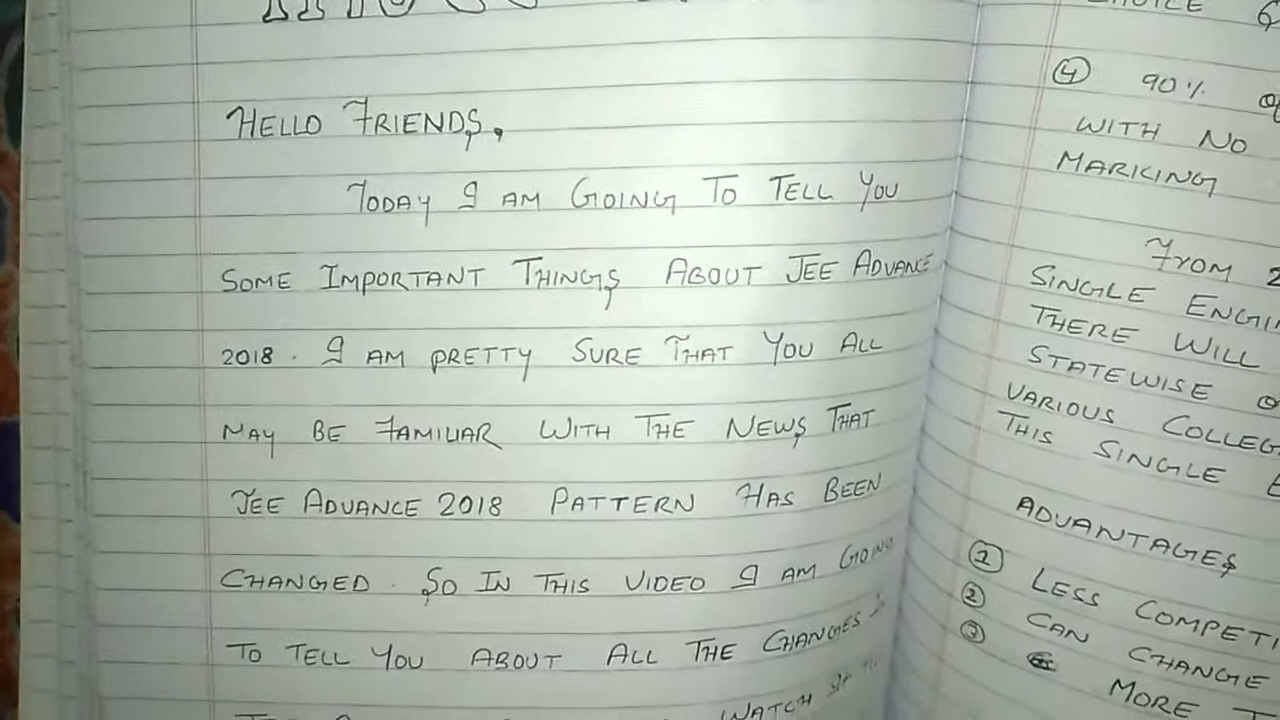 HELLO FRIENDS,
TODAY I AM GOING TO TELL YOU
SOME IMPORTANT THINGS ABOUT JEE ADVANCE
2018. I AM PRETTY SURE THAT YOU ALL
MAY BE FAMILIAR WITH THE NEWS THAT
JEE ADVANCE 2018 PATTERN HAS BEEN
CHANGED. SO IN THIS VIDEO I AM GOING
TO TELL YOU ABOUT ALL THE CHANGES
WATCH
④ 90%
WITH NO
MARKING
FROM
SINGLE
THERE WILL
STATEWISE
VARIOUS
THIS SINGLE
ADVANTAGES
① LESS
② CAN CHANGE
③ MORE